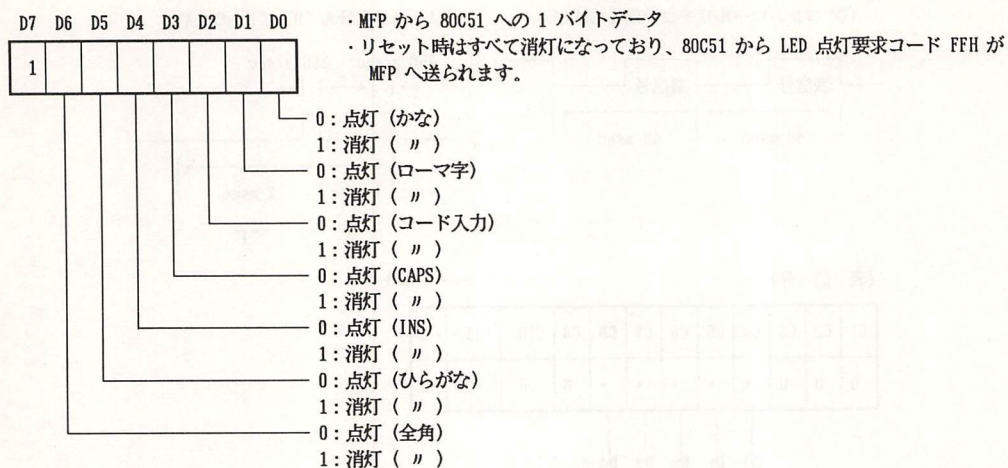 D7 D6 D5 D4 D3 D2 D1 D0
1
・MFP から 80C51 への 1 バイトデータ
・リセット時はすべて消灯になっており、80C51 から LED 点灯要求コード FFH が
MFP へ送られます。
0：点灯（かな）
1：消灯（ 〃 ）
0：点灯（ローマ字）
1：消灯（ 〃 ）
0：点灯（コード入力）
1：消灯（ 〃 ）
0：点灯（CAPS）
1：消灯（ 〃 ）
0：点灯（INS）
1：消灯（ 〃 ）
0：点灯（ひらがな）
1：消灯（ 〃 ）
0：点灯（全角）
1：消灯（ 〃 ）